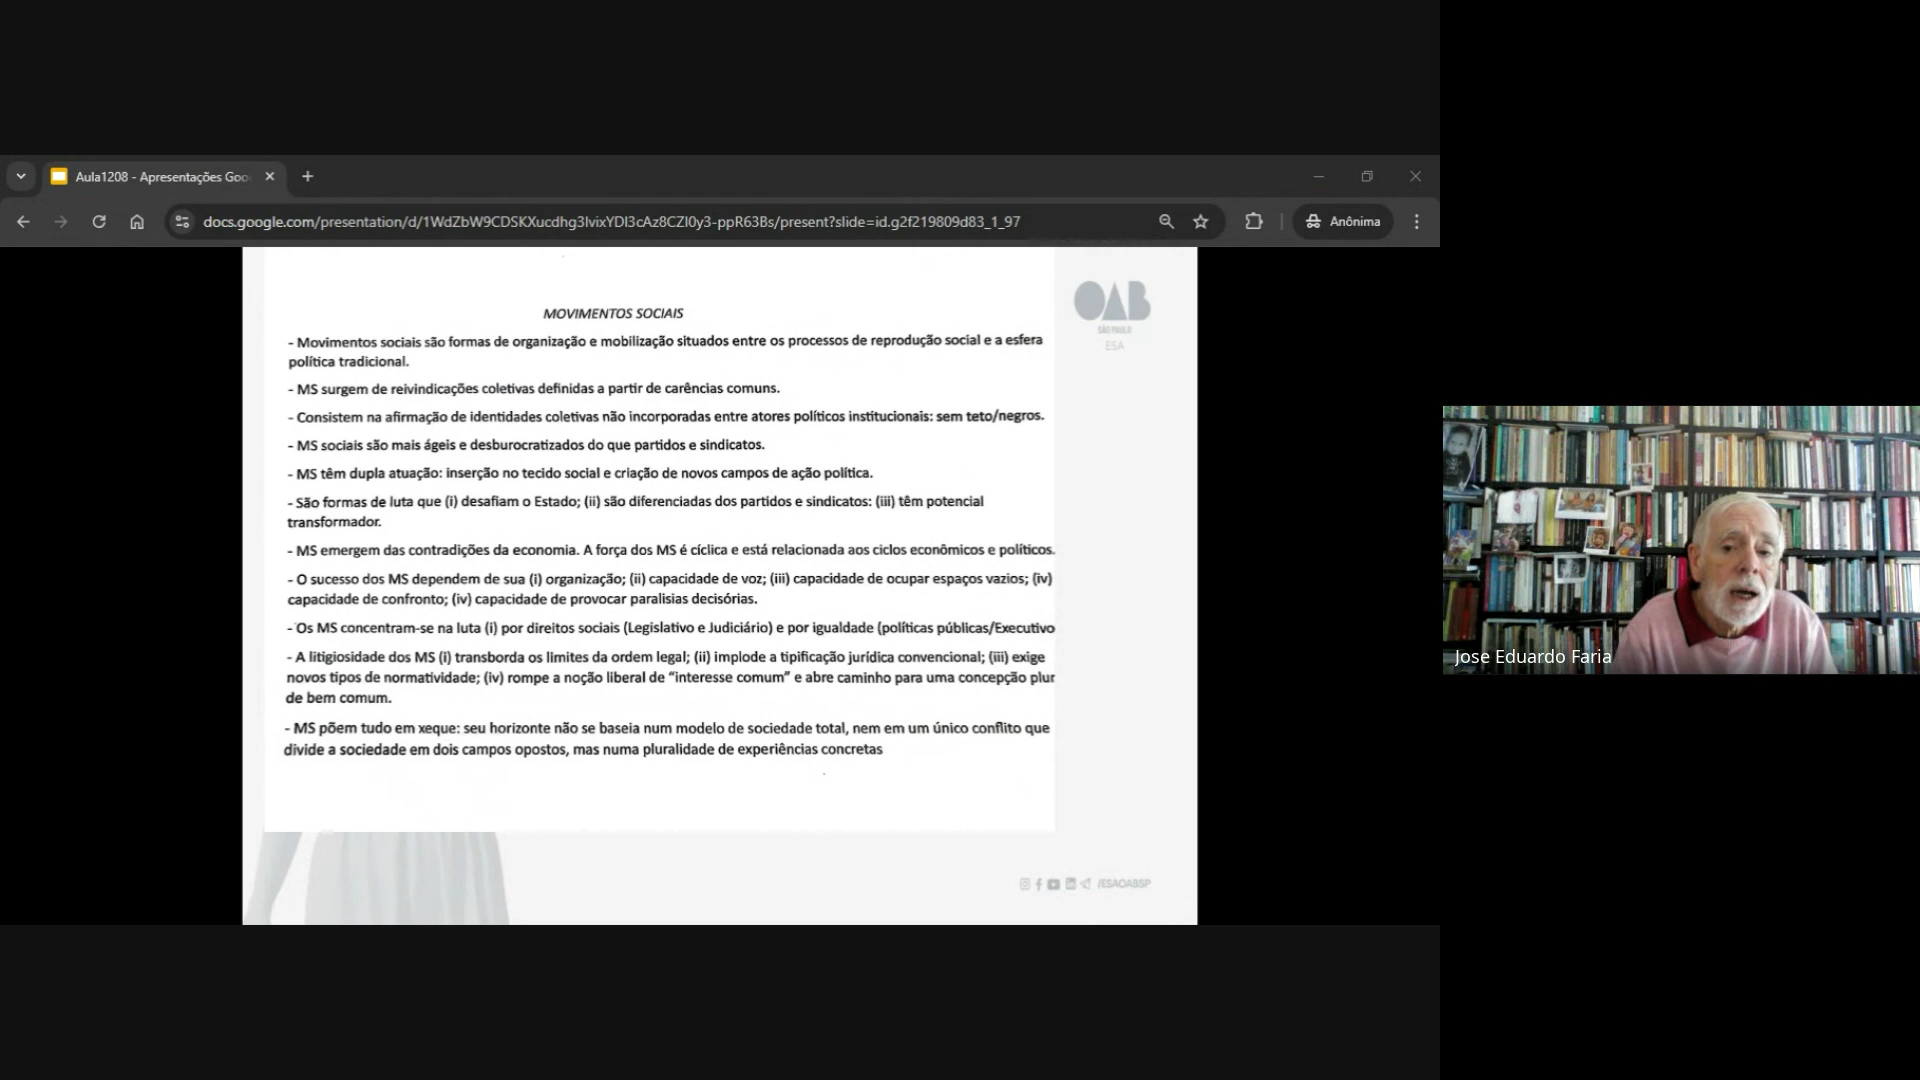 Aula1208 - Apresentações Goo
docs.google.com/presentation/d/1WdZbW9CDSKXucdhg3lvixYDI3cAz8CZI0y3-ppR63Bs/present?slide=id.g2f219809d83_1_97
Anônima
OAB
SÃO PAULO
ESA
MOVIMENTOS SOCIAIS
- Movimentos sociais são formas de organização e mobilização situados entre os processos de reprodução social e a esfera
política tradicional.
- MS surgem de reivindicações coletivas definidas a partir de carências comuns.
- Consistem na afirmação de identidades coletivas não incorporadas entre atores políticos institucionais: sem teto/negros.
- MS sociais são mais ágeis e desburocratizados do que partidos e sindicatos.
- MS têm dupla atuação: inserção no tecido social e criação de novos campos de ação política.
- São formas de luta que (i) desafiam o Estado; (ii) são diferenciadas dos partidos e sindicatos: (iii) têm potencial
transformador.
- MS emergem das contradições da economia. A força dos MS é cíclica e está relacionada aos ciclos econômicos e políticos.
- O sucesso dos MS dependem de sua (i) organização; (ii) capacidade de voz; (iii) capacidade de ocupar espaços vazios; (iv)
capacidade de confronto; (iv) capacidade de provocar paralisias decisórias.
- Os MS concentram-se na luta (i) por direitos sociais (Legislativo e Judiciário) e por igualdade (políticas públicas/Executivo
- A litigiosidade dos MS (i) transborda os limites da ordem legal; (ii) implode a tipificação jurídica convencional; (iii) exige
novos tipos de normatividade; (iv) rompe a noção liberal de “interesse comum” e abre caminho para uma concepção plur
de bem comum.
- MS põem tudo em xeque: seu horizonte não se baseia num modelo de sociedade total, nem em um único conflito que
divide a sociedade em dois campos opostos, mas numa pluralidade de experiências concretas
/ESAOABSP
Jose Eduardo Faria